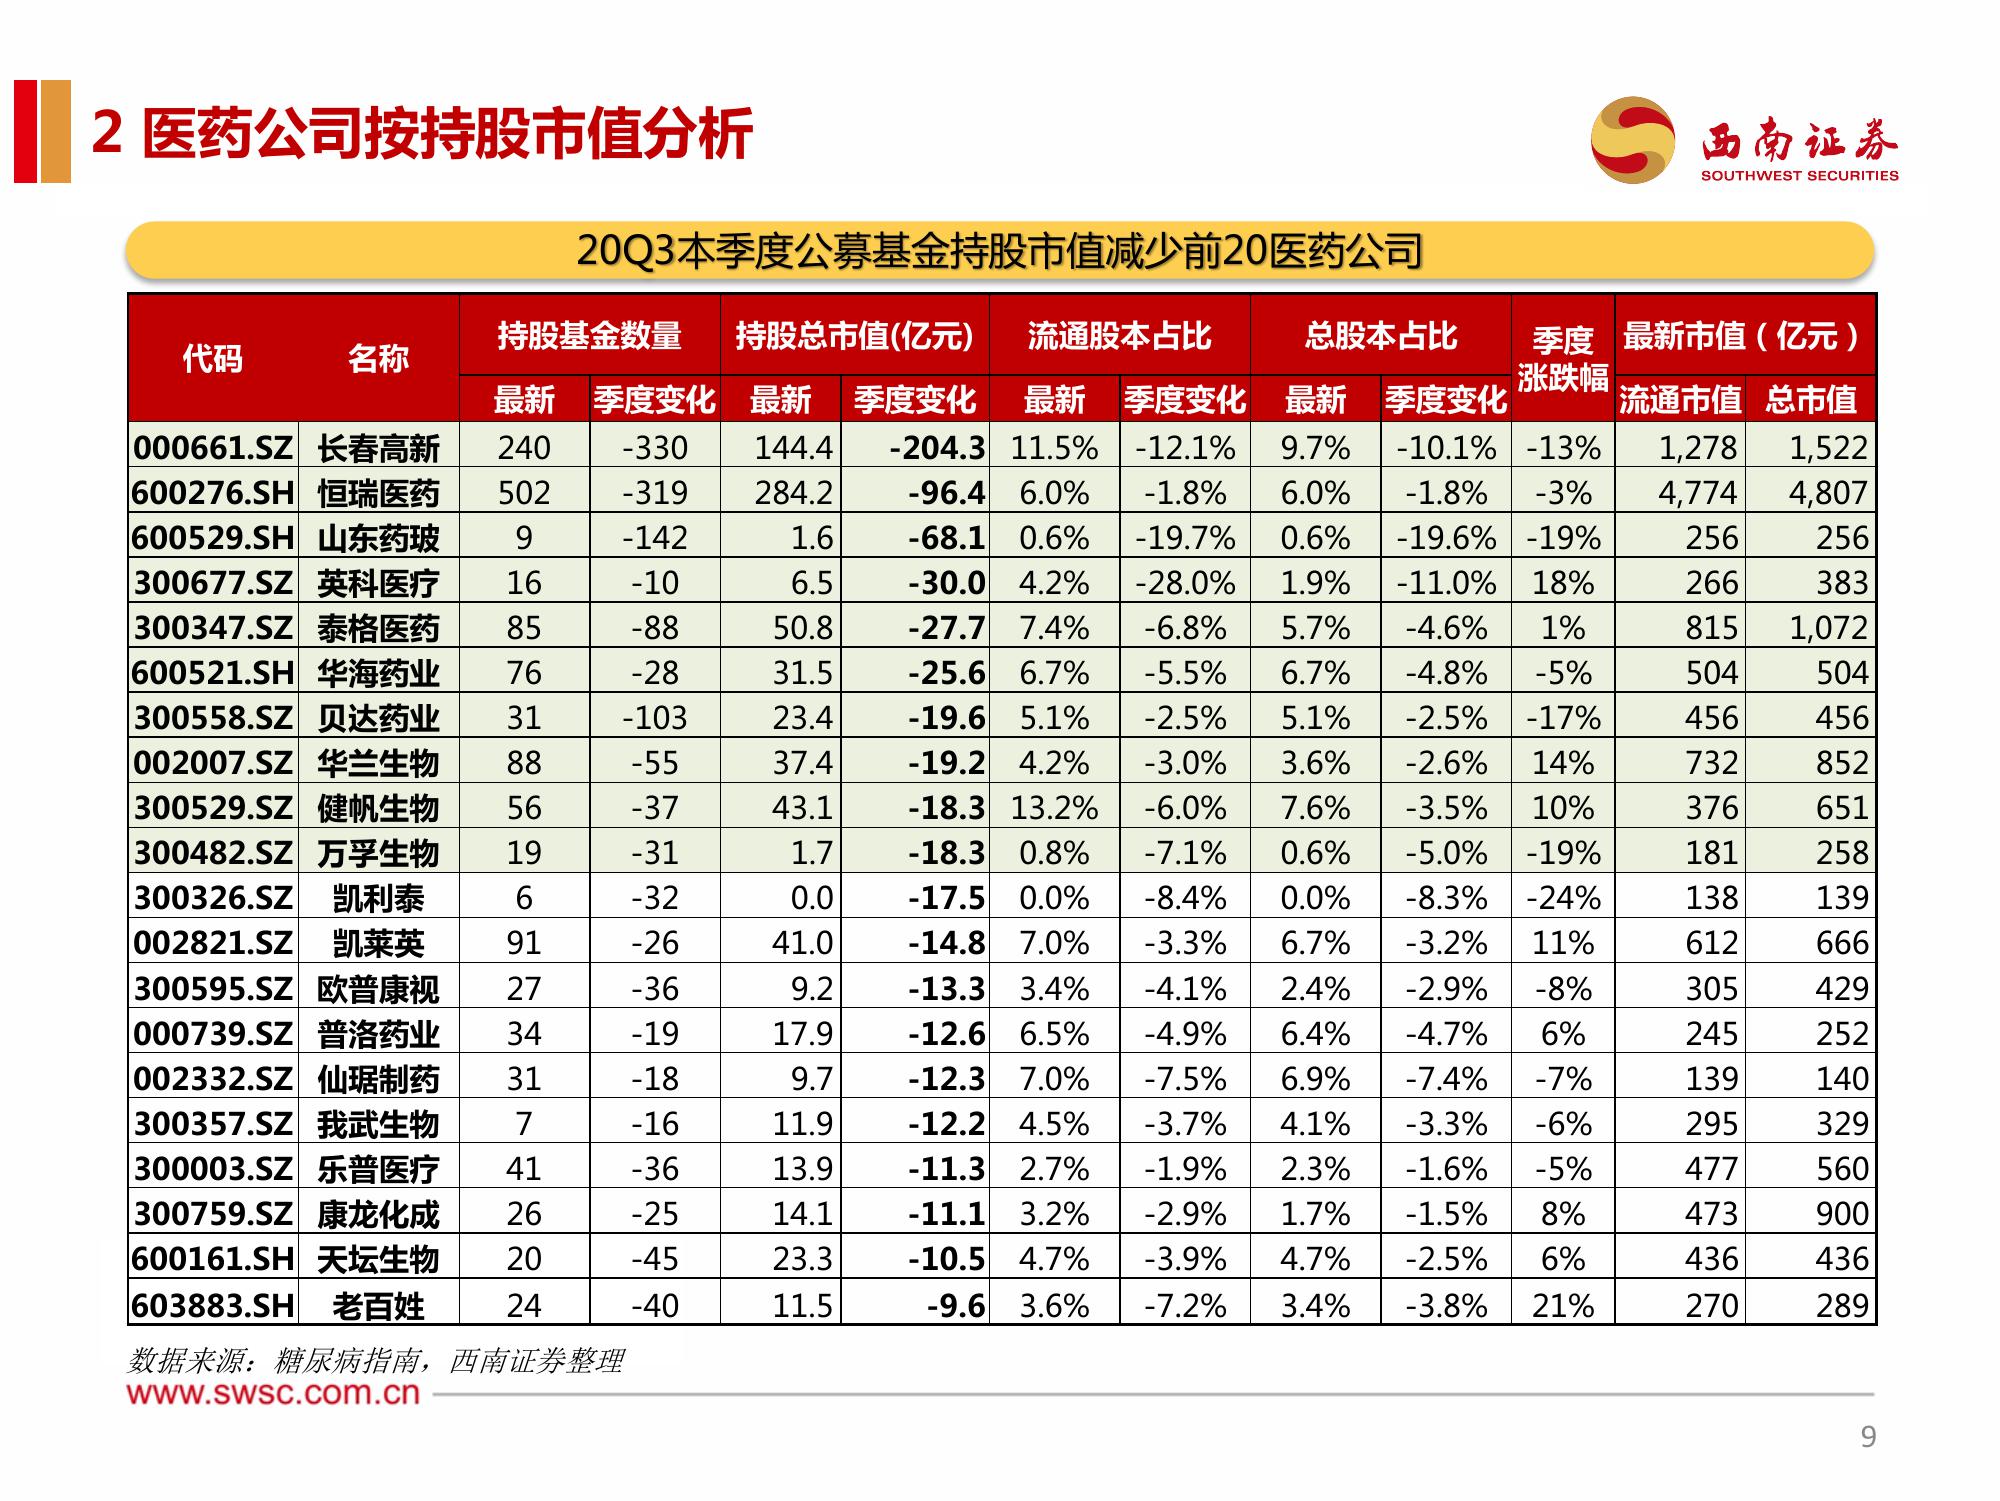 2 医药公司按持股市值分析
西南证券
SOUTHWEST SECURITIES
20Q3本季度公募基金持股市值减少前20医药公司
代码 名称 持股基金数量 持股总市值(亿元) 流通股本占比 总股本占比 季度涨跌幅 最新市值（亿元）
最新 季度变化 最新 季度变化 最新 季度变化 最新 季度变化 流通市值 总市值
000661.SZ 长春高新 240 -330 144.4 -204.3 11.5% -12.1% 9.7% -10.1% -13% 1,278 1,522
600276.SH 恒瑞医药 502 -319 284.2 -96.4 6.0% -1.8% 6.0% -1.8% -3% 4,774 4,807
600529.SH 山东药玻 9 -142 1.6 -68.1 0.6% -19.7% 0.6% -19.6% -19% 256 256
300677.SZ 英科医疗 16 -10 6.5 -30.0 4.2% -28.0% 1.9% -11.0% 18% 266 383
300347.SZ 泰格医药 85 -88 50.8 -27.7 7.4% -6.8% 5.7% -4.6% 1% 815 1,072
600521.SH 华海药业 76 -28 31.5 -25.6 6.7% -5.5% 6.7% -4.8% -5% 504 504
300558.SZ 贝达药业 31 -103 23.4 -19.6 5.1% -2.5% 5.1% -2.5% -17% 456 456
002007.SZ 华兰生物 88 -55 37.4 -19.2 4.2% -3.0% 3.6% -2.6% 14% 732 852
300529.SZ 健帆生物 56 -37 43.1 -18.3 13.2% -6.0% 7.6% -3.5% 10% 376 651
300482.SZ 万孚生物 19 -31 1.7 -18.3 0.8% -7.1% 0.6% -5.0% -19% 181 258
300326.SZ 凯利泰 6 -32 0.0 -17.5 0.0% -8.4% 0.0% -8.3% -24% 138 139
002821.SZ 凯莱英 91 -26 41.0 -14.8 7.0% -3.3% 6.7% -3.2% 11% 612 666
300595.SZ 欧普康视 27 -36 9.2 -13.3 3.4% -4.1% 2.4% -2.9% -8% 305 429
000739.SZ 普洛药业 34 -19 17.9 -12.6 6.5% -4.9% 6.4% -4.7% 6% 245 252
002332.SZ 仙琚制药 31 -18 9.7 -12.3 7.0% -7.5% 6.9% -7.4% -7% 139 140
300357.SZ 我武生物 7 -16 11.9 -12.2 4.5% -3.7% 4.1% -3.3% -6% 295 329
300003.SZ 乐普医疗 41 -36 13.9 -11.3 2.7% -1.9% 2.3% -1.6% -5% 477 560
300759.SZ 康龙化成 26 -25 14.1 -11.1 3.2% -2.9% 1.7% -1.5% 8% 473 900
600161.SH 天坛生物 20 -45 23.3 -10.5 4.7% -3.9% 4.7% -2.5% 6% 436 436
603883.SH 老百姓 24 -40 11.5 -9.6 3.6% -7.2% 3.4% -3.8% 21% 270 289
数据来源：糖尿病指南，西南证券整理
www.swsc.com.cn
9